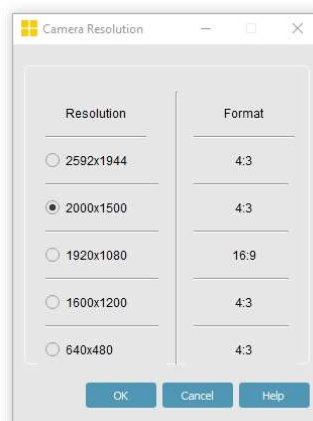 Camera Resolution
Resolution Format
2592x1944 4:3
2000x1500 4:3
1920x1080 16:9
1600x1200 4:3
640x480 4:3
OK Cancel Help